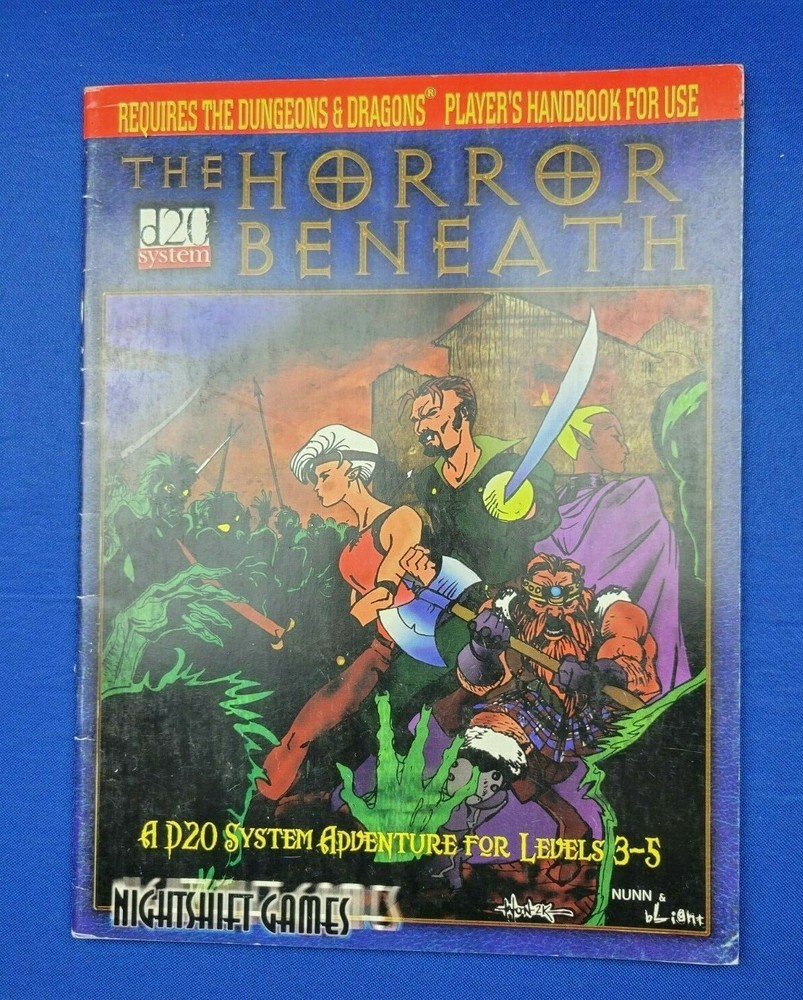 REQUIRES THE DUNGEONS & DRAGONS® PLAYER'S HANDBOOK FOR USE
THE HORROR
BENEATH
d20
system
A D20 SYSTEM ADVENTURE FOR LEVELS 3-5
NIGHTSHIFT GAMES
NUNN &
bLight